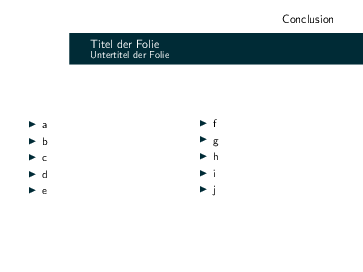 Conclusion
Titel der Folie
Untertitel der Folie
a
b
c
d
e
f
g
h
i
j